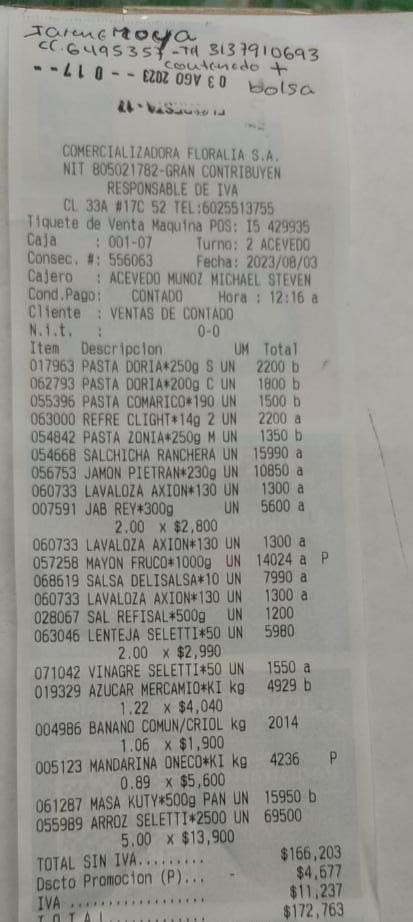 Jarene Moya
CC.6495357-Tel 3137910693
contenedo +
bolsa
03 AGO 2023 - - 0 17 - -
COMERCIALIZADORA FLORALIA S.A.
NIT 805021782-GRAN CONTRIBUYEN
RESPONSABLE DE IVA
CL 33A #17C 52 TEL:6025513755
Tiquete de Venta Maquina POS: I5 429935
Caja : 001-07 Turno: 2 ACEVEDO
Consec. #: 556063 Fecha: 2023/08/03
Cajero : ACEVEDO MUNOZ MICHAEL STEVEN
Cond.Pago: CONTADO Hora : 12:16 a
Cliente : VENTAS DE CONTADO
N.i.t. : 0-0
Item Descripcion UM Total
017963 PASTA DORIA*250g S UN 2200 b
062793 PASTA DORIA*200g C UN 1800 b
055396 PASTA COMARICO*190 UN 1500 b
063000 REFRE CLIGHT*14g 2 UN 2200 a
054842 PASTA ZONIA*250g M UN 1350 b
054668 SALCHICHA RANCHERA UN 15990 a
056753 JAMON PIETRAN*230g UN 10850 a
060733 LAVALOZA AXION*130 UN 1300 a
007591 JAB REY*300g UN 5600 a
2.00 x $2,800
060733 LAVALOZA AXION*130 UN 1300 a
057258 MAYON FRUCO*1000g UN 14024 a P
068619 SALSA DELISALSA*10 UN 7990 a
060733 LAVALOZA AXION*130 UN 1300 a
028067 SAL REFISAL*500g UN 1200
063046 LENTEJA SELETTI*50 UN 5980
2.00 x $2,990
071042 VINAGRE SELETTI*50 UN 1550 a
019329 AZUCAR MERCAMIO*KI kg 4929 b
1.22 x $4,040
004986 BANANO COMUN/CRIOL kg 2014
1.06 x $1,900
005123 MANDARINA ONECO*KI kg 4236 P
0.89 x $5,600
061287 MASA KUTY*500g PAN UN 15950 b
055989 ARROZ SELETTI*2500 UN 69500
5.00 x $13,900
TOTAL SIN IVA......... $166,203
Dscto Promocion (P)... - $4,677
IVA ................. $11,237
T O T A L $172,763